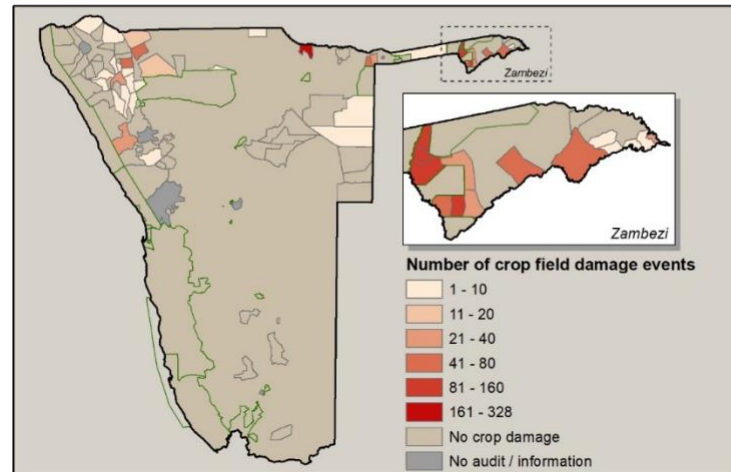 Zambezi
Zambezi
Number of crop field damage events
1 - 10
11 - 20
21 - 40
41 - 80
81 - 160
161 - 328
No crop damage
No audit / information